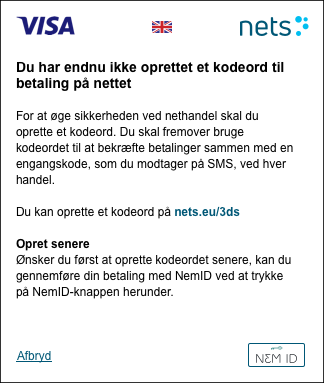 VISA
nets
Du har endnu ikke oprettet et kodeord til
betaling på nettet
For at øge sikkerheden ved nethandel skal du
oprette et kodeord. Du skal fremover bruge
kodeordet til at bekræfte betalinger sammen med en
engangskode, som du modtager på SMS, ved hver
handel.
Du kan oprette et kodeord på nets.eu/3ds
Opret senere
Ønsker du først at oprette kodeordet senere, kan du
gennemføre din betaling med NemID ved at trykke
på NemID-knappen herunder.
Afbryd
NEM ID